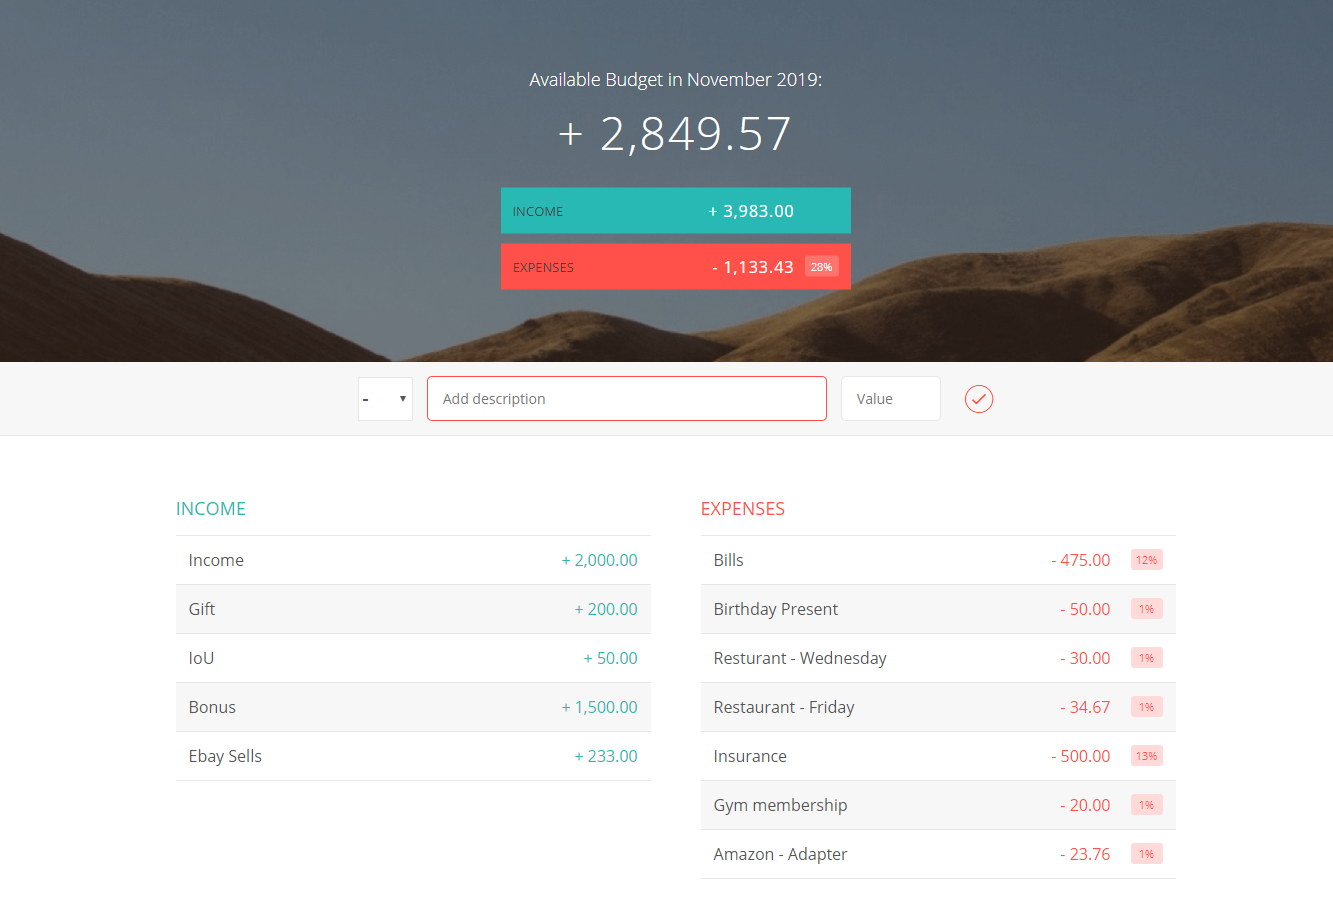 Available Budget in November 2019:
+ 2,849.57
INCOME + 3,983.00
EXPENSES - 1,133.43 28%
- Add description Value
INCOME
Income + 2,000.00
Gift + 200.00
IoU + 50.00
Bonus + 1,500.00
Ebay Sells + 233.00
EXPENSES
Bills - 475.00 12%
Birthday Present - 50.00 1%
Resturant - Wednesday - 30.00 1%
Restaurant - Friday - 34.67 1%
Insurance - 500.00 13%
Gym membership - 20.00 1%
Amazon - Adapter - 23.76 1%